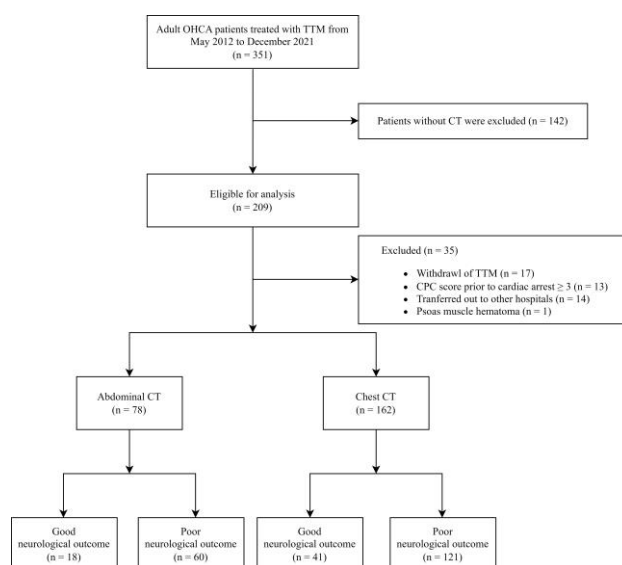 Adult OHCA patients treated with TTM from
May 2012 to December 2021
(n = 351)
Patients without CT were excluded (n = 142)
Eligible for analysis
(n = 209)
Excluded (n = 35)
• Withdrawl of TTM (n = 17)
• CPC score prior to cardiac arrest ≥ 3 (n = 13)
• Tranferred out to other hospitals (n = 14)
• Psoas muscle hematoma (n = 1)
Abdominal CT
(n = 78)
Chest CT
(n = 162)
Good
neurological outcome
(n = 18)
Poor
neurological outcome
(n = 60)
Good
neurological outcome
(n = 41)
Poor
neurological outcome
(n = 121)